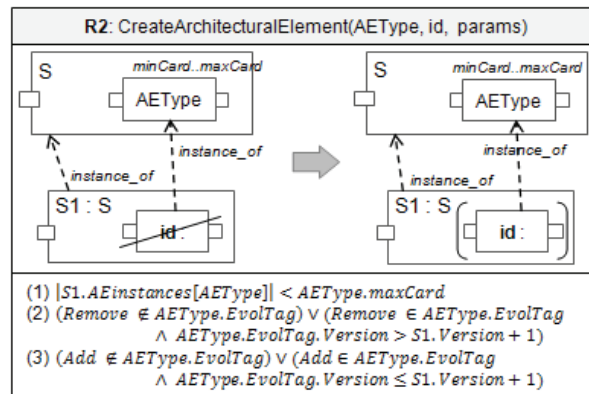 R2: CreateArchitecturalElement(AEType, id, params)
S
minCard..maxCard
AEType
instance_of
instance_of
S1 : S
id :
S
minCard..maxCard
AEType
instance_of
instance_of
S1 : S
id :
(1) |S1.AEinstances[AEType]| < AEType.maxCard
(2) (Remove ∉ AEType.EvolTag) ∨ (Remove ∈ AEType.EvolTag
∧ AEType.EvolTag.Version > S1.Version + 1)
(3) (Add ∉ AEType.EvolTag) ∨ (Add ∈ AEType.EvolTag
∧ AEType.EvolTag.Version ≤ S1.Version + 1)